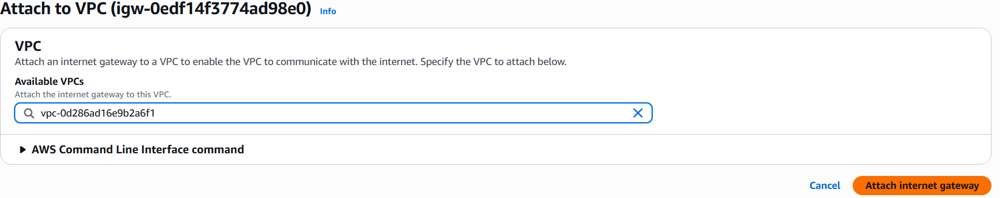 Attach to VPC (igw-0edf14f3774ad98e0) Info
VPC
Attach an internet gateway to a VPC to enable the VPC to communicate with the internet. Specify the VPC to attach below.
Available VPCs
Attach the internet gateway to this VPC.
vpc-0d286ad16e9b2a6f1
AWS Command Line Interface command
Cancel Attach internet gateway